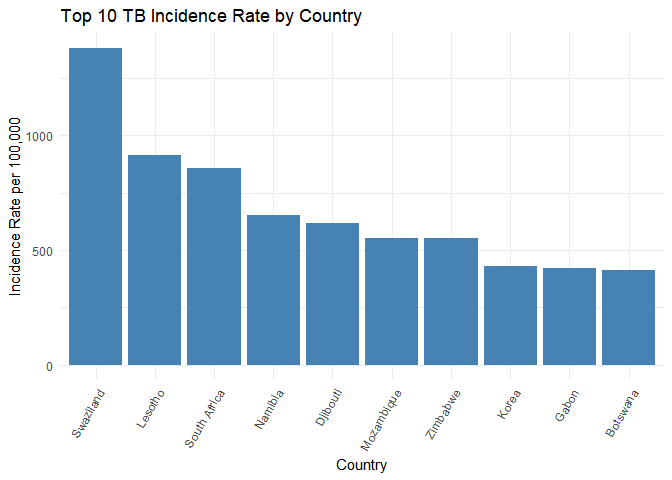 Top 10 TB Incidence Rate by Country
Incidence Rate per 100,000
1000
500
0
Swaziland
Lesotho
South Africa
Namibia
Djibouti
Mozambique
Zimbabwe
Korea
Gabon
Botswana
Country